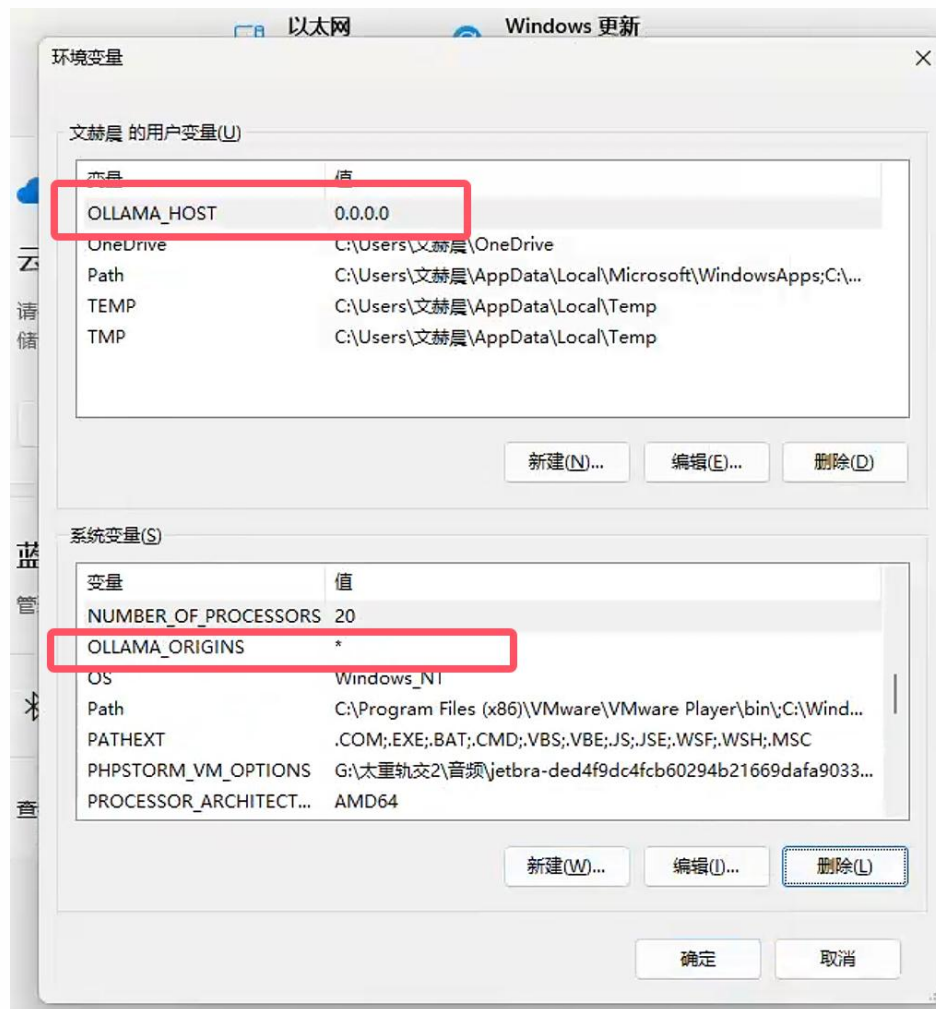 以太网
Windows 更新
环境变量
文赫晨 的用户变量(U)
变量 值
OLLAMA_HOST 0.0.0.0
OneDrive C:\Users\文赫晨\OneDrive
Path C:\Users\文赫晨\AppData\Local\Microsoft\WindowsApps;C:\...
TEMP C:\Users\文赫晨\AppData\Local\Temp
TMP C:\Users\文赫晨\AppData\Local\Temp
云
请
储
新建(N)...
编辑(E)...
删除(D)
系统变量(S)
蓝
管
变量 值
NUMBER_OF_PROCESSORS 20
OLLAMA_ORIGINS *
OS Windows_NT
Path C:\Program Files (x86)\VMware\VMware Player\bin\;C:\Wind...
PATHEXT .COM;.EXE;.BAT;.CMD;.VBS;.VBE;.JS;.JSE;.WSF;.WSH;.MSC
PHPSTORM_VM_OPTIONS G:\太重轨交2\音频\jetbra-ded4f9dc4fcb60294b21669dafa9033...
PROCESSOR_ARCHITECT... AMD64
查
新建(W)...
编辑(I)...
删除(L)
确定
取消